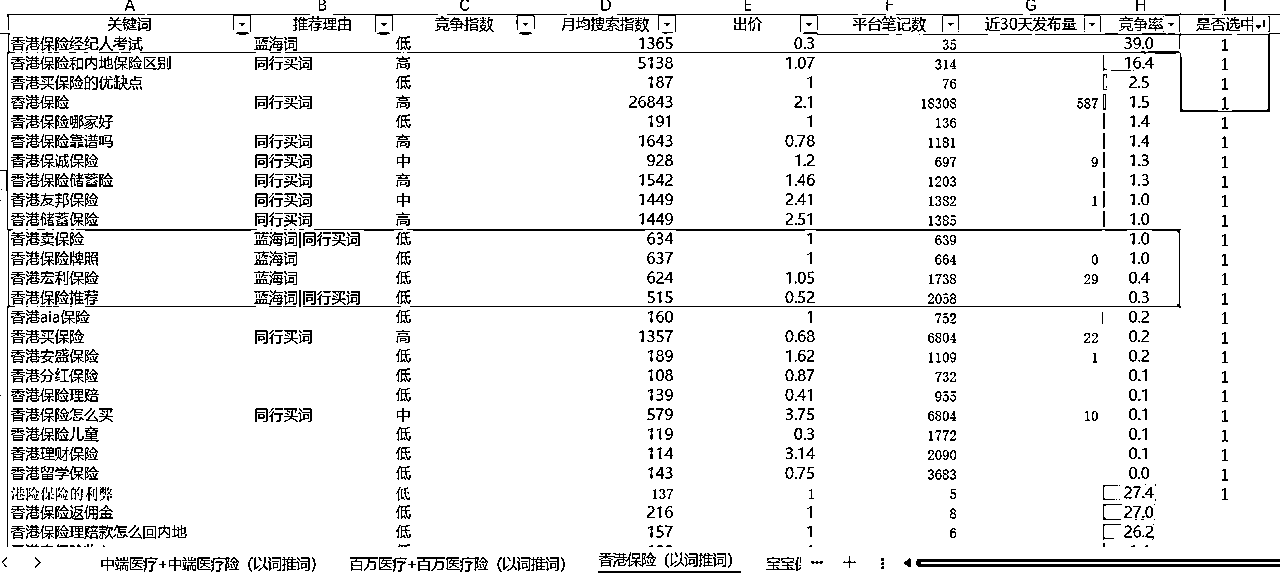 A B C D E F G H I
关键词 推荐理由 竞争指数 月均搜索指数 出价 平台笔记数 近30天发布量 竞争率 是否选中
香港保险经纪人考试 蓝海词 低 1365 0.3 35 39.0 1
香港保险和内地保险区别 同行买词 高 5138 1.07 314 16.4 1
香港买保险的优缺点 低 187 1 76 2.5 1
香港保险 同行买词 高 26843 2.1 18308 587 1.5 1
香港保险哪家好 低 191 1 136 1.4 1
香港保险靠谱吗 同行买词 高 1643 0.78 1181 1.4 1
香港保诚保险 同行买词 中 928 1.2 697 9 1.3 1
香港保险储蓄险 同行买词 高 1542 1.46 1203 1.3 1
香港友邦保险 同行买词 中 1449 2.41 1382 1 1.0 1
香港储蓄保险 同行买词 高 1449 2.51 1385 1.0 1
香港卖保险 蓝海词|同行买词 低 634 1 639 1.0 1
香港保险牌照 蓝海词 低 637 1 664 0 1.0 1
香港宏利保险 蓝海词 低 624 1.05 1738 29 0.4 1
香港保险推荐 蓝海词|同行买词 低 515 0.52 2058 0.3 1
香港aia保险 低 160 1 752 0.2 1
香港买保险 同行买词 高 1357 0.68 6804 22 0.2 1
香港安盛保险 低 189 1.62 1109 1 0.2 1
香港分红保险 低 108 0.87 732 0.1 1
香港保险理赔 低 139 0.41 955 0.1 1
香港保险怎么买 同行买词 中 579 3.75 6804 10 0.1 1
香港保险儿童 低 119 0.3 1772 0.1 1
香港理财保险 低 114 3.14 2090 0.1 1
香港留学保险 低 143 0.75 3683 0.0 1
港险保险的利弊 低 137 1 5 27.4 1
香港保险返佣金 低 216 1 8 27.0
香港保险理赔款怎么回内地 低 157 1 6 26.2
中端医疗+中端医疗险（以词推词） 百万医疗+百万医疗险（以词推词） 香港保险（以词推词） 宝宝